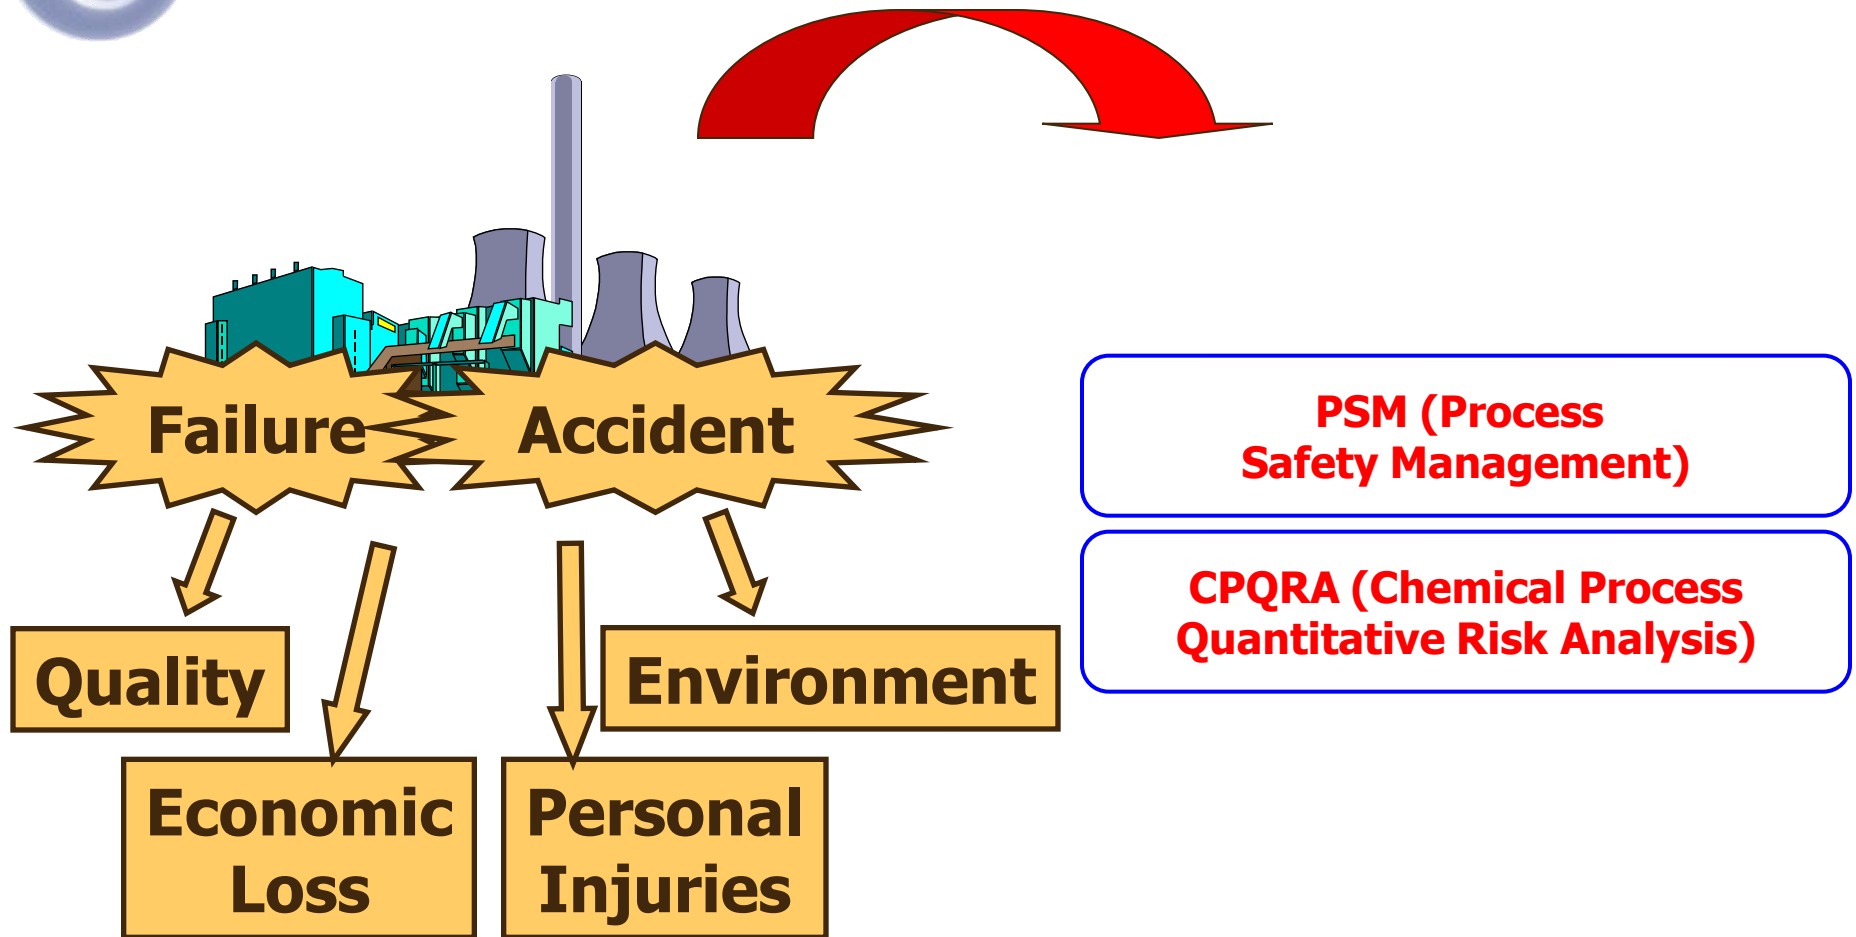 Failure
Accident
PSM (Process
Safety Management)
CPQRA (Chemical Process
Quantitative Risk Analysis)
Quality
Environment
Economic
Loss
Personal
Injuries